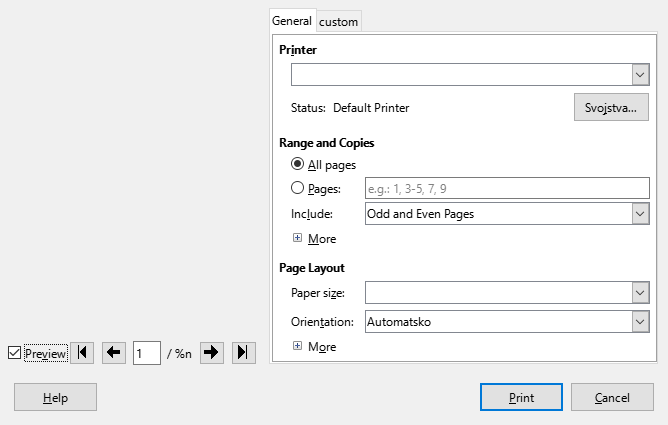 General custom
Printer
Status: Default Printer
Svojstva...
Range and Copies
All pages
Pages: e.g.: 1, 3-5, 7, 9
Include: Odd and Even Pages
More
Page Layout
Paper size:
Orientation: Automatsko
More
Preview 1 / %n
Help Print Cancel